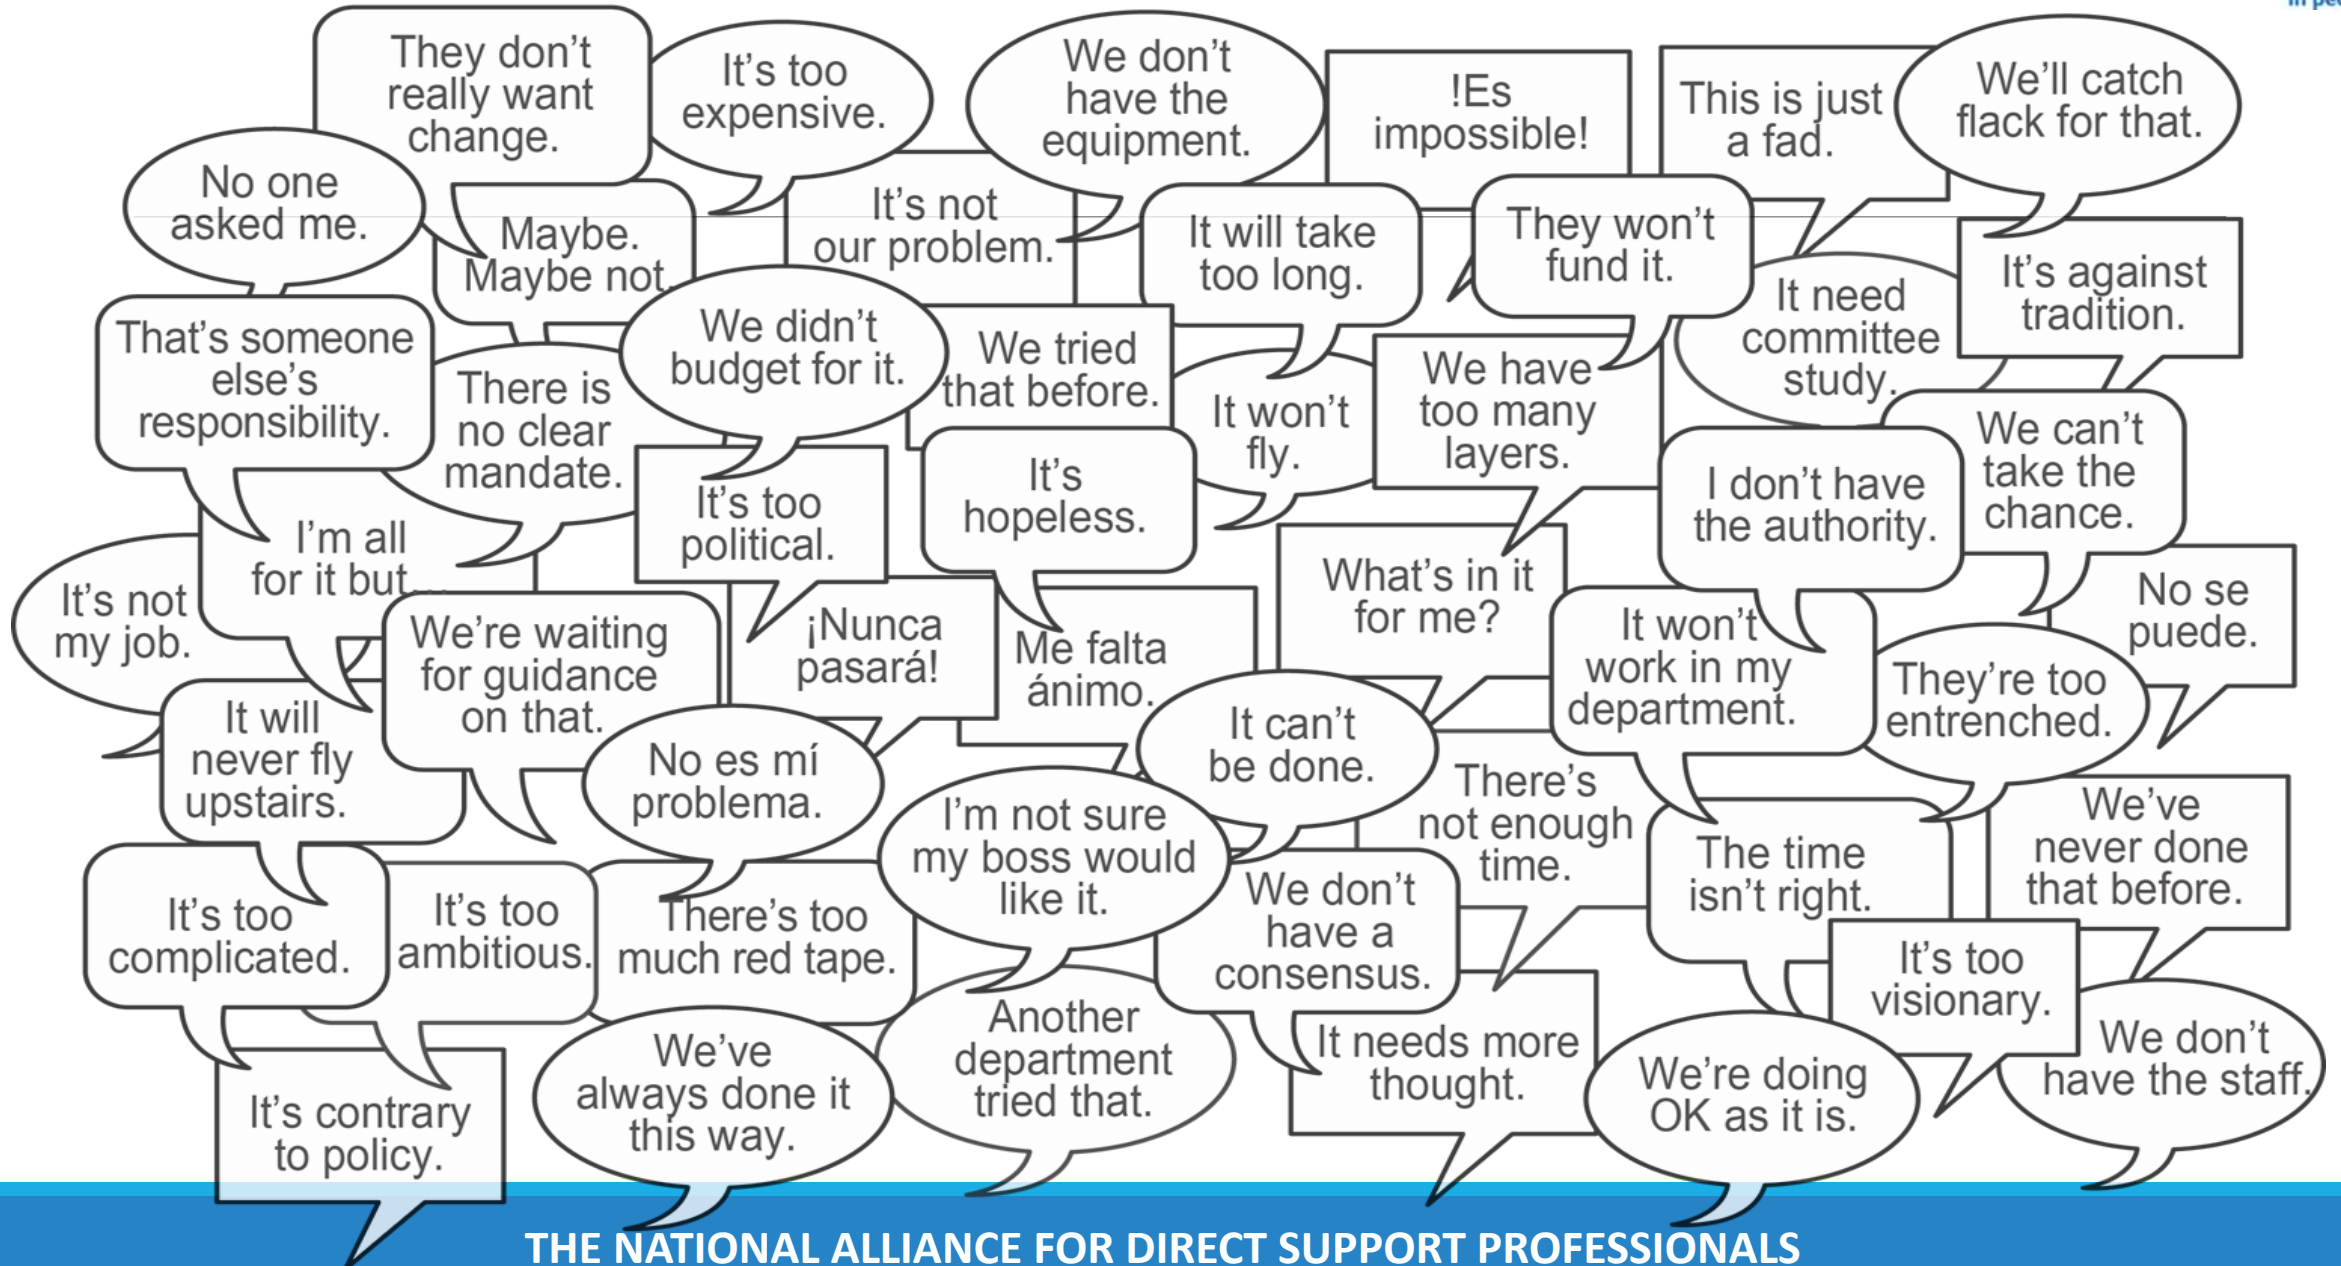 in peo
They don't
really want
change.
It's too
expensive.
We don't
have the
equipment.
!Es
impossible!
This is just
a fad.
We'll catch
flack for that.
No one
asked me.
Maybe.
Maybe not.
It's not
our problem.
It will take
too long.
They won't
fund it.
It need
committee
study.
It's against
tradition.
That's someone
else's
responsibility.
There is
no clear
mandate.
We didn't
budget for it.
We tried
that before.
It won't
fly.
We have
too many
layers.
I don't have
the authority.
We can't
take the
chance.
It's too
political.
It's
hopeless.
I'm all
for it but...
It's not
my job.
We're waiting
for guidance
on that.
¡Nunca
pasará!
Me falta
ánimo.
What's in it
for me?
It won't
work in my
department.
They're too
entrenched.
No se
puede.
It will
never fly
upstairs.
No es mí
problema.
I'm not sure
my boss would
like it.
It can't
be done.
There's
not enough
time.
The time
isn't right.
We've
never done
that before.
It's too
complicated.
It's too
ambitious.
There's too
much red tape.
We don't
have a
consensus.
It's too
visionary.
It's contrary
to policy.
We've
always done it
this way.
Another
department
tried that.
It needs more
thought.
We're doing
OK as it is.
We don't
have the staff.
THE NATIONAL ALLIANCE FOR DIRECT SUPPORT PROFESSIONALS